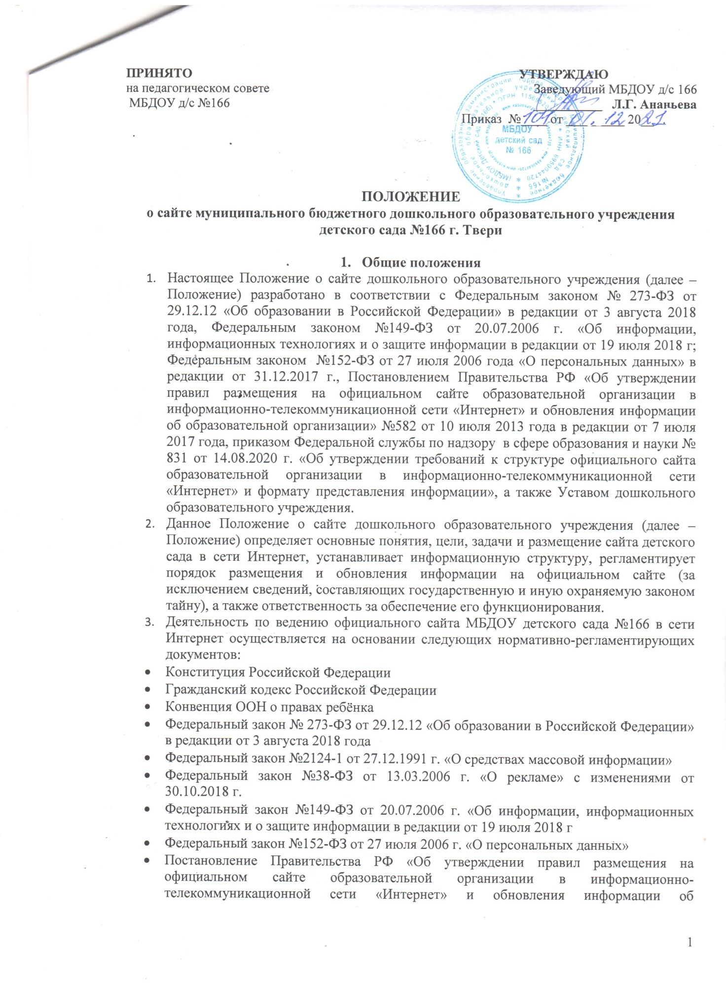 ПРИНЯТО
на педагогическом совете
МБДОУ д/с №166
УТВЕРЖДАЮ
Заведующий МБДОУ д/с 166
Л.Г. Ананьева
Приказ № 101 от 01.12 2021.
МБДОУ
детский сад
№ 166
ПОЛОЖЕНИЕ
о сайте муниципального бюджетного дошкольного образовательного учреждения
детского сада №166 г. Твери
1. Общие положения
1. Настоящее Положение о сайте дошкольного образовательного учреждения (далее –
Положение) разработано в соответствии с Федеральным законом № 273-ФЗ от
29.12.12 «Об образовании в Российской Федерации» в редакции от 3 августа 2018
года, Федеральным законом №149-ФЗ от 20.07.2006 г. «Об информации,
информационных технологиях и о защите информации в редакции от 19 июля 2018 г;
Федеральным законом №152-ФЗ от 27 июля 2006 года «О персональных данных» в
редакции от 31.12.2017 г., Постановлением Правительства РФ «Об утверждении
правил размещения на официальном сайте образовательной организации в
информационно-телекоммуникационной сети «Интернет» и обновления информации
об образовательной организации» №582 от 10 июля 2013 года в редакции от 7 июля
2017 года, приказом Федеральной службы по надзору в сфере образования и науки №
831 от 14.08.2020 г. «Об утверждении требований к структуре официального сайта
образовательной организации в информационно-телекоммуникационной сети
«Интернет» и формату представления информации», а также Уставом дошкольного
образовательного учреждения.
2. Данное Положение о сайте дошкольного образовательного учреждения (далее –
Положение) определяет основные понятия, цели, задачи и размещение сайта детского
сада в сети Интернет, устанавливает информационную структуру, регламентирует
порядок размещения и обновления информации на официальном сайте (за
исключением сведений, составляющих государственную и иную охраняемую законом
тайну), а также ответственность за обеспечение его функционирования.
3. Деятельность по ведению официального сайта МБДОУ детского сада №166 в сети
Интернет осуществляется на основании следующих нормативно-регламентирующих
документов:
• Конституция Российской Федерации
• Гражданский кодекс Российской Федерации
• Конвенция ООН о правах ребёнка
• Федеральный закон № 273-ФЗ от 29.12.12 «Об образовании в Российской Федерации»
в редакции от 3 августа 2018 года
• Федеральный закон №2124-1 от 27.12.1991 г. «О средствах массовой информации»
• Федеральный закон №38-ФЗ от 13.03.2006 г. «О рекламе» с изменениями от
30.10.2018 г.
• Федеральный закон №149-ФЗ от 20.07.2006 г. «Об информации, информационных
технологиях и о защите информации в редакции от 19 июля 2018 г
• Федеральный закон №152-ФЗ от 27 июля 2006 г. «О персональных данных»
• Постановление Правительства РФ «Об утверждении правил размещения на
официальном сайте образовательной организации в информационно-
телекоммуникационной сети «Интернет» и обновления информации об
1